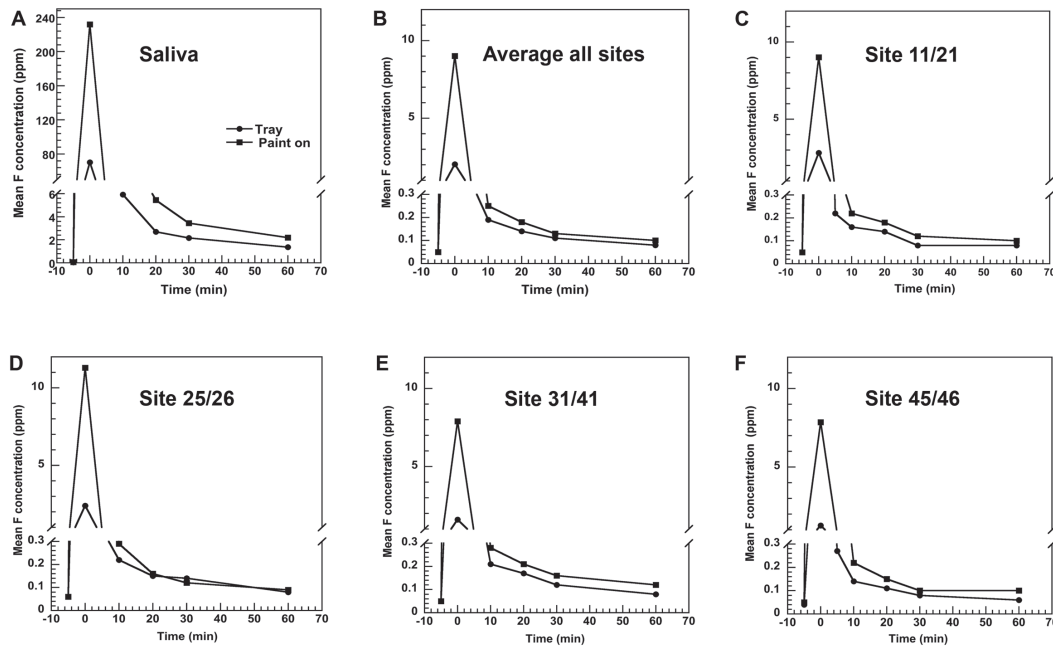 A
Saliva
Mean F concentration (ppm)
240
200
160
120
80
6
4
2
0
Tray
Paint on
-10 0 10 20 30 40 50 60 70
Time (min)
B
Average all sites
Mean F concentration (ppm)
10
5
0.3
0.2
0.1
0
-10 0 10 20 30 40 50 60 70
Time (min)
C
Site 11/21
Mean F concentration (ppm)
10
5
0.3
0.2
0.1
0
-10 0 10 20 30 40 50 60 70
Time (min)
D
Site 25/26
Mean F concentration (ppm)
10
5
0.3
0.2
0.1
0
-10 0 10 20 30 40 50 60 70
Time (min)
E
Site 31/41
Mean F concentration (ppm)
10
5
0.3
0.2
0.1
0
-10 0 10 20 30 40 50 60 70
Time (min)
F
Site 45/46
Mean F concentration (ppm)
10
5
0.3
0.2
0.1
0
-10 0 10 20 30 40 50 60 70
Time (min)